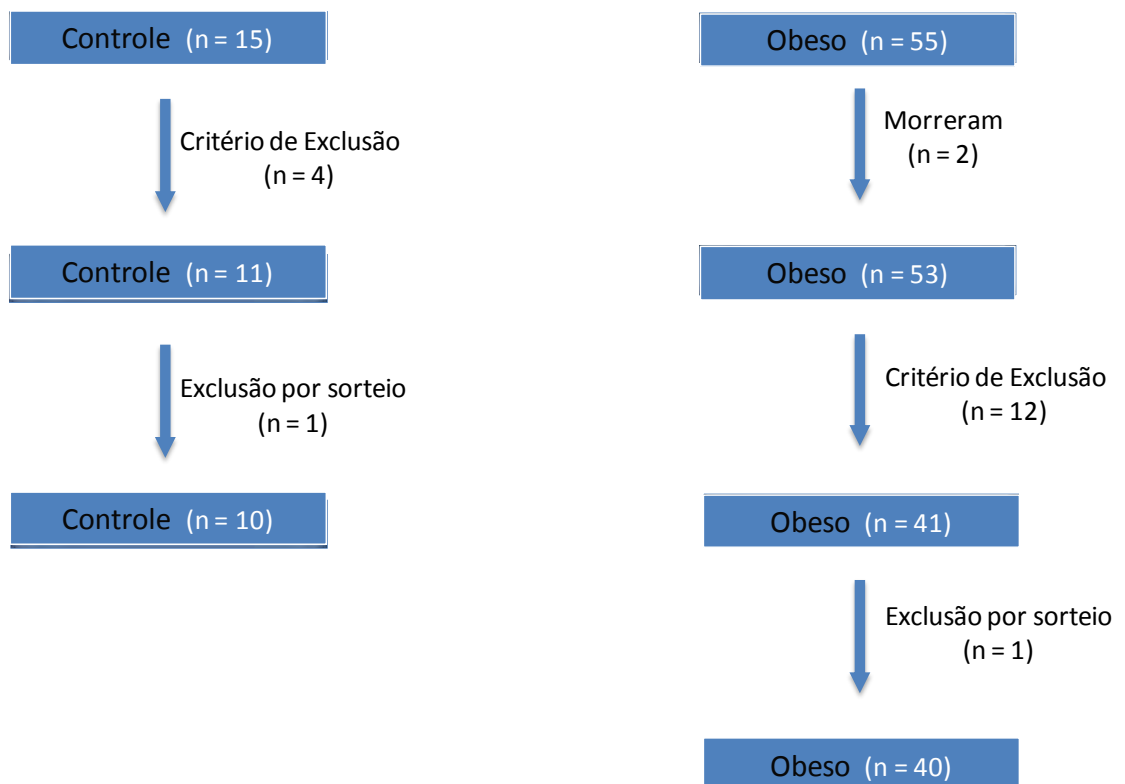 Controle (n = 15)
Critério de Exclusão
(n = 4)
Controle (n = 11)
Exclusão por sorteio
(n = 1)
Controle (n = 10)
Obeso (n = 55)
Morreram
(n = 2)
Obeso (n = 53)
Critério de Exclusão
(n = 12)
Obeso (n = 41)
Exclusão por sorteio
(n = 1)
Obeso (n = 40)